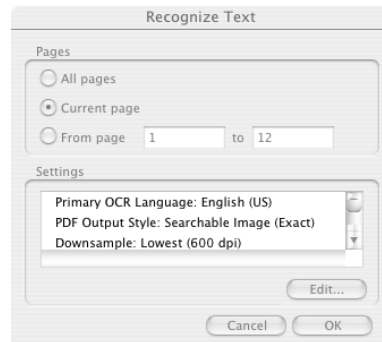 Recognize Text
Pages
All pages
Current page
From page 1 to 12
Settings
Primary OCR Language: English (US)
PDF Output Style: Searchable Image (Exact)
Downsample: Lowest (600 dpi)
Edit...
Cancel OK